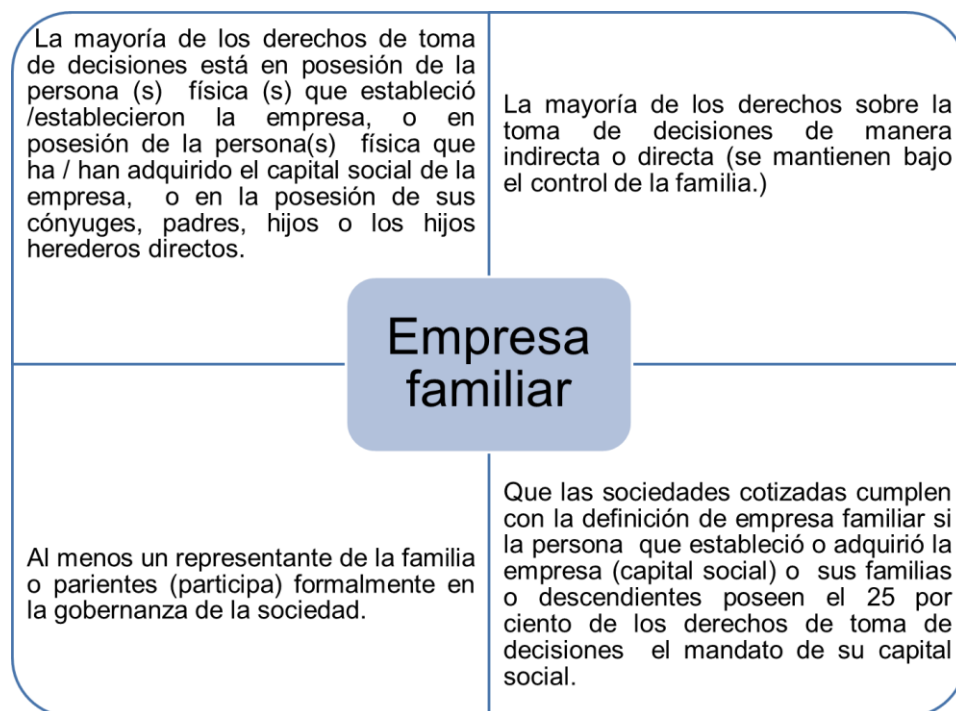 La mayoría de los derechos de toma
de decisiones está en posesión de la
persona (s) física (s) que estableció
/establecieron la empresa, o en
posesión de la persona(s) física que
ha / han adquirido el capital social de la
empresa, o en la posesión de sus
cónyuges, padres, hijos o los hijos
herederos directos.
La mayoría de los derechos sobre la
toma de decisiones de manera
indirecta o directa (se mantienen bajo
el control de la familia.)
Empresa
familiar
Al menos un representante de la familia
o parientes (participa) formalmente en
la gobernanza de la sociedad.
Que las sociedades cotizadas cumplen
con la definición de empresa familiar si
la persona que estableció o adquirió la
empresa (capital social) o sus familias
o descendientes poseen el 25 por
ciento de los derechos de toma de
decisiones el mandato de su capital
social.